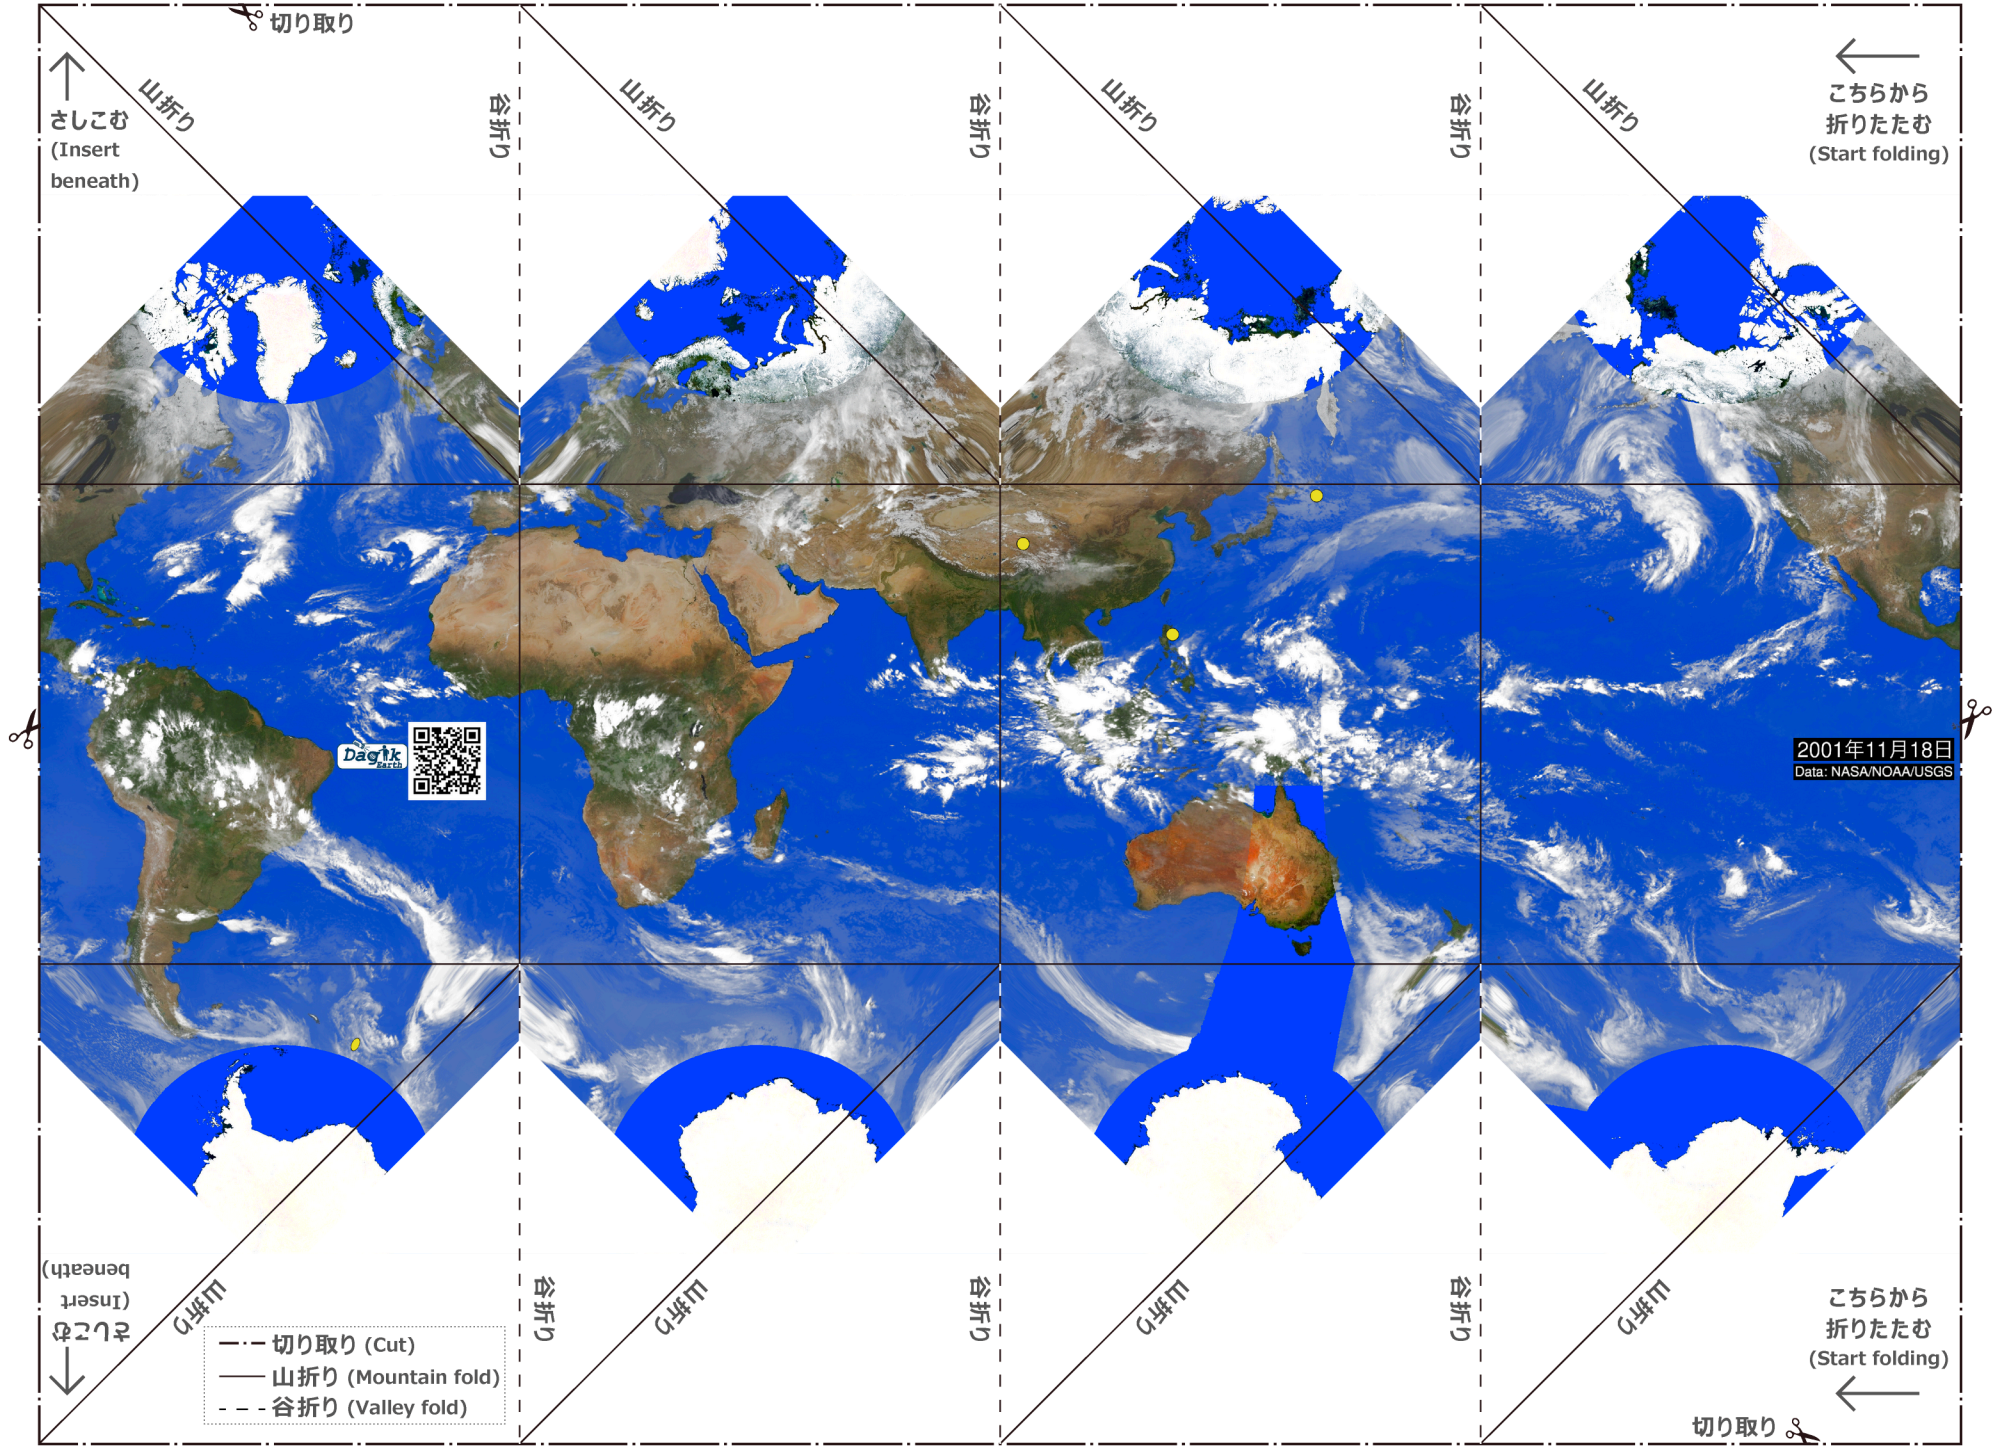 切り取り
山折り
谷折り
山折り
谷折り
山折り
谷折り
山折り
さしこむ
(Insert
beneath)
こちらから
折りたたむ
(Start folding)
Dagik
Earth
2001年11月18日
Data: NASA/NOAA/USGS
さしこむ
(Insert
beneath)
山折り
谷折り
山折り
谷折り
山折り
谷折り
山折り
こちらから
折りたたむ
(Start folding)
切り取り (Cut)
山折り (Mountain fold)
谷折り (Valley fold)
切り取り